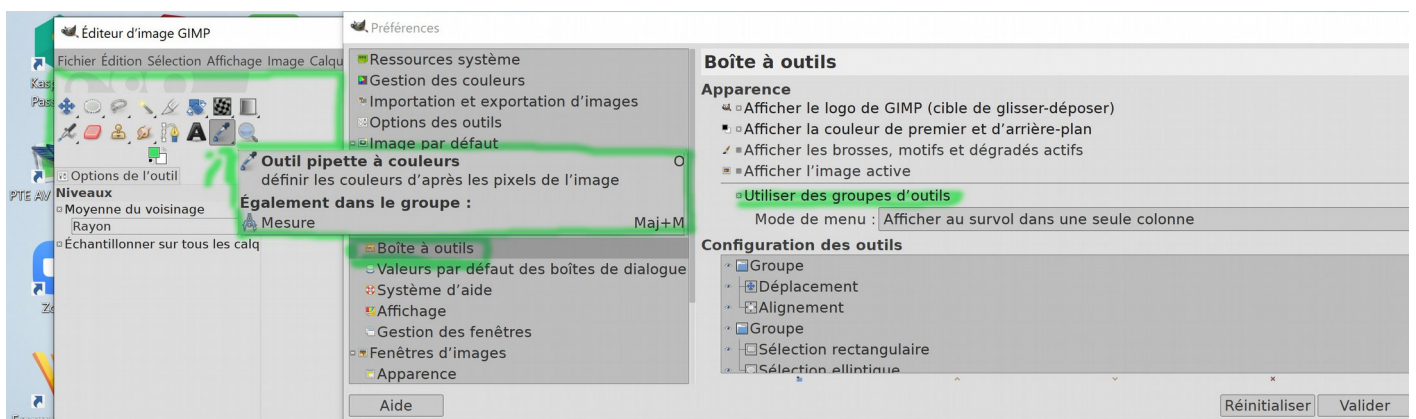 Éditeur d'image GIMP
Fichier Édition Sélection Affichage Image Calqu
A
Options de l'outil
Niveaux
Moyenne du voisinage
Rayon
Échantillonner sur tous les calq
PTE AV
Préférences
Ressources système
Gestion des couleurs
Importation et exportation d'images
Options des outils
Image par défaut
Outil pipette à couleurs O
définir les couleurs d'après les pixels de l'image
Également dans le groupe :
Mesure Maj+M
Boîte à outils
Valeurs par défaut des boîtes de dialogue
Système d'aide
Affichage
Gestion des fenêtres
Fenêtres d'images
Apparence
Aide
Boîte à outils
Apparence
Afficher le logo de GIMP (cible de glisser-déposer)
Afficher la couleur de premier et d'arrière-plan
Afficher les brosses, motifs et dégradés actifs
Afficher l'image active
Utiliser des groupes d'outils
Mode de menu : Afficher au survol dans une seule colonne
Configuration des outils
Groupe
Déplacement
Alignement
Groupe
Sélection rectangulaire
Sélection elliptique
Réinitialiser Valider